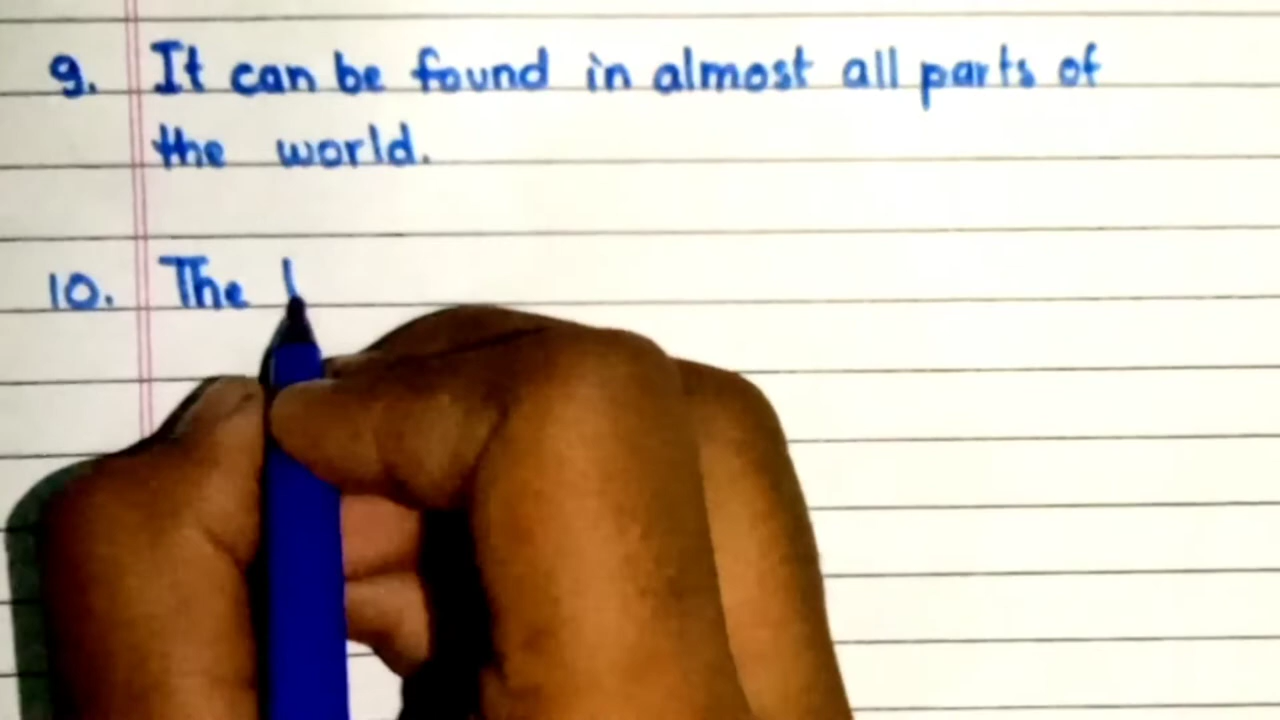 9. It can be found in almost all parts of
the world.
10. The